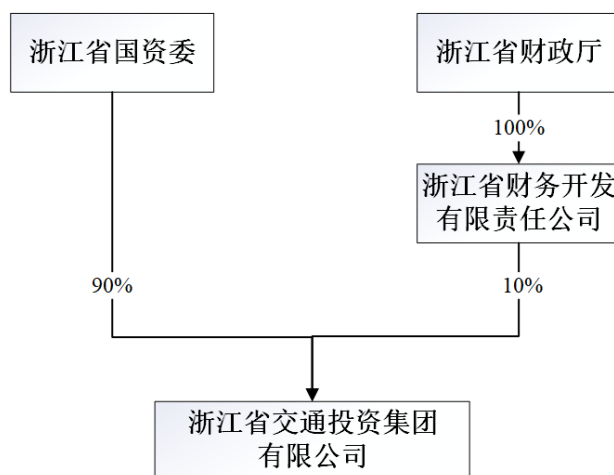 浙江省国资委
浙江省财政厅
100%
浙江省财务开发
有限责任公司
90%
10%
浙江省交通投资集团
有限公司